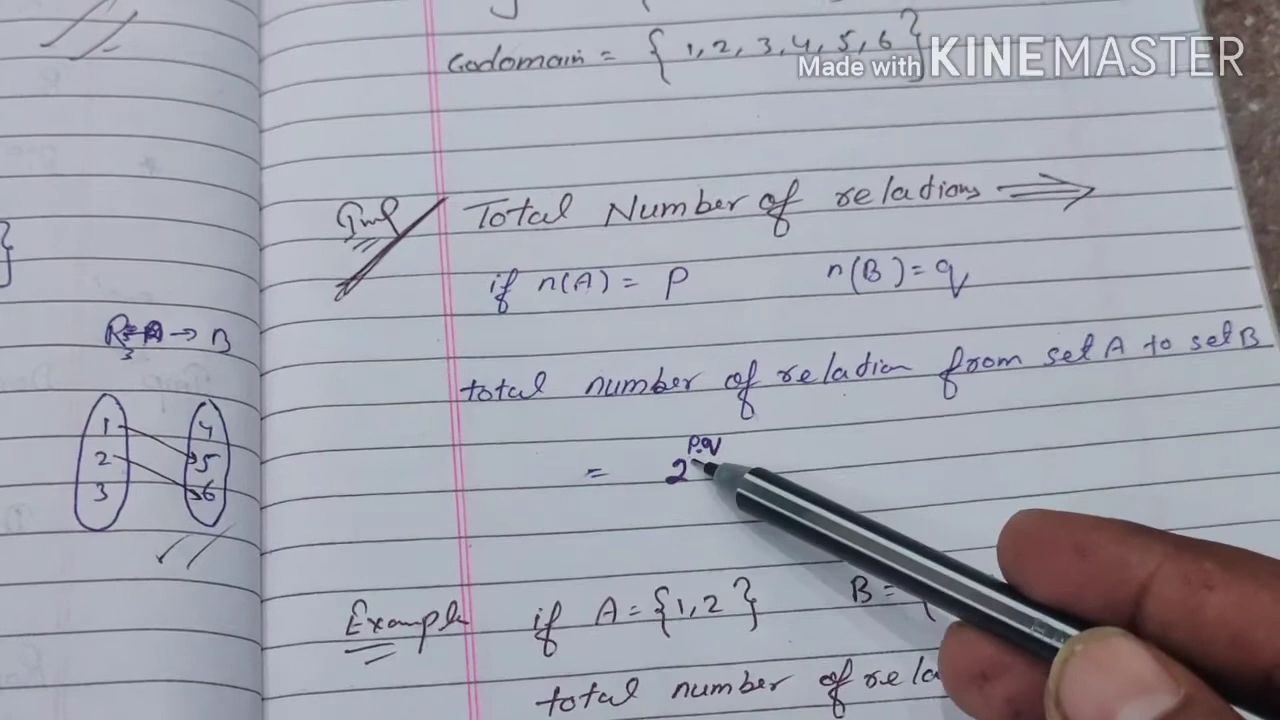 Codomain = { 1, 2, 3, 4, 5, 6 }
Made with KINEMASTER
Imp
Total Number of relations ⟹
if n(A) = P n(B) = q
total number of relation from set A to set B
= 2^p.q
→ B
1 4
2 5
3 6
Example if A = {1, 2 } B = {
total number of rela